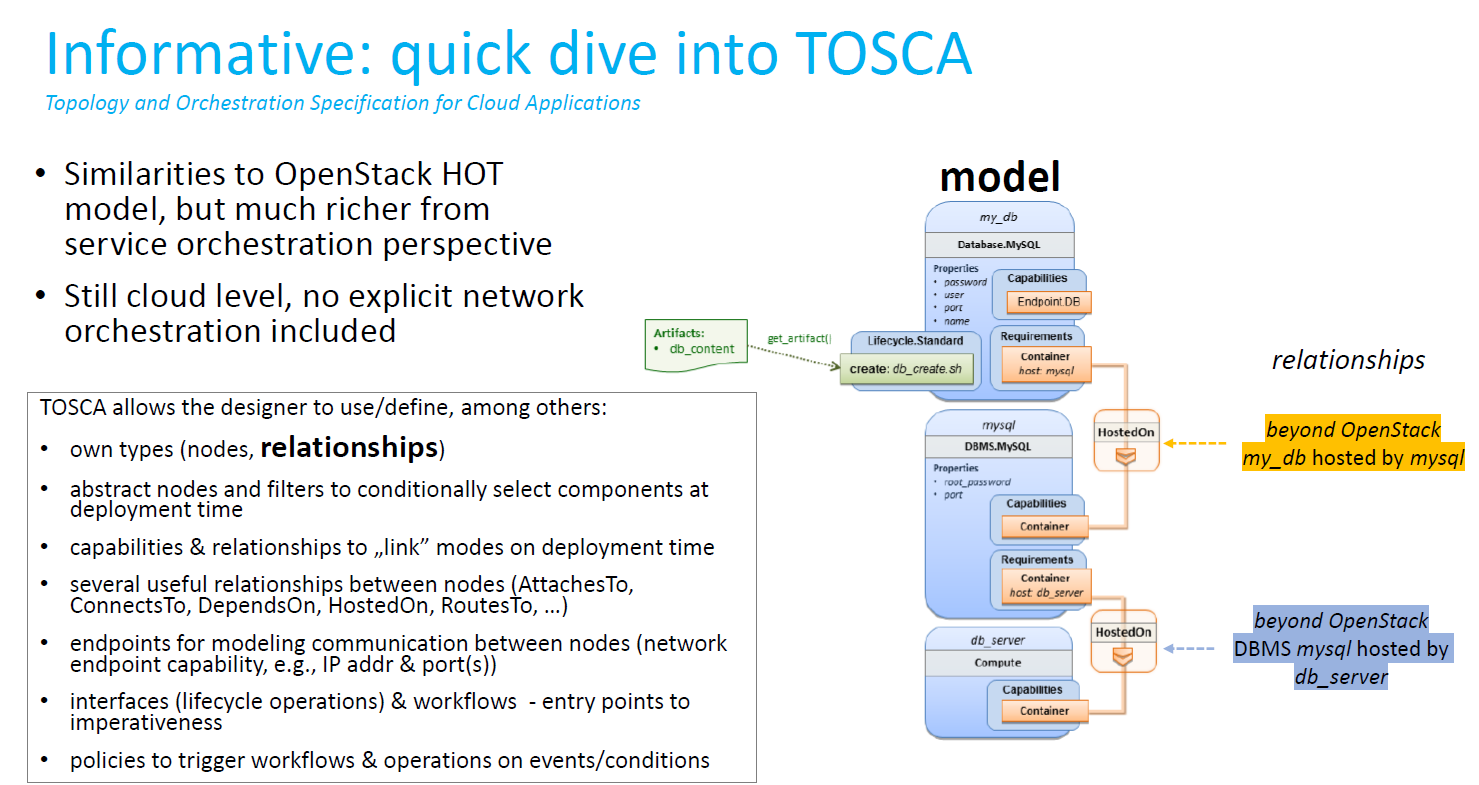 Informative: quick dive into TOSCA
Topology and Orchestration Specification for Cloud Applications
• Similarities to OpenStack HOT
model, but much richer from
service orchestration perspective
• Still cloud level, no explicit network
orchestration included
TOSCA allows the designer to use/define, among others:
• own types (nodes, relationships)
• abstract nodes and filters to conditionally select components at
deployment time
• capabilities & relationships to „link” modes on deployment time
• several useful relationships between nodes (AttachesTo,
ConnectsTo, DependsOn, HostedOn, RoutesTo, …)
• endpoints for modeling communication between nodes (network
endpoint capability, e.g., IP addr & port(s))
• interfaces (lifecycle operations) & workflows  - entry points to
imperativeness
• policies to trigger workflows & operations on events/conditions
model
my_db
Database.MySQL
Properties
• password
• user
• port
• name
Capabilities
Endpoint.DB
Requirements
Container
host: mysql
Artifacts:
• db_content
get_artifact()
Lifecycle.Standard
create: db_create.sh
mysql
DBMS.MySQL
Properties
• root_password
• port
Capabilities
Container
Requirements
Container
host: db_server
db_server
Compute
Capabilities
Container
HostedOn
HostedOn
relationships
beyond OpenStack
my_db hosted by mysql
beyond OpenStack
DBMS mysql hosted by
db_server